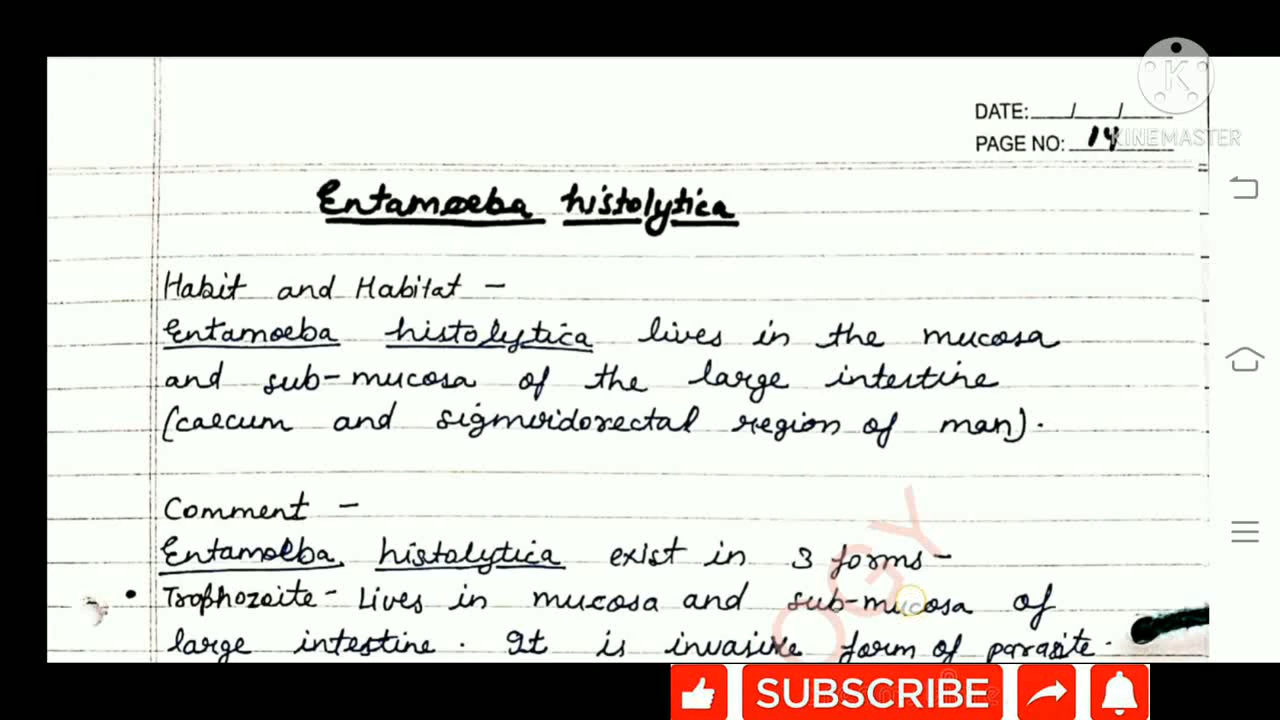 DATE: / /
PAGE NO: 14
KINEMASTER
Entamoeba histolytica
Habit and Habitat -
Entamoeba histolytica lives in the mucosa
and sub-mucosa of the large intestine
(caecum and sigmoidorectal region of man).
Comment -
Entamoeba histolytica exist in 3 forms -
• Trophozoite - Lives in mucosa and sub-mucosa of
large intestine. It is invasive form of parasite.
OGY
SUBSCRIBE